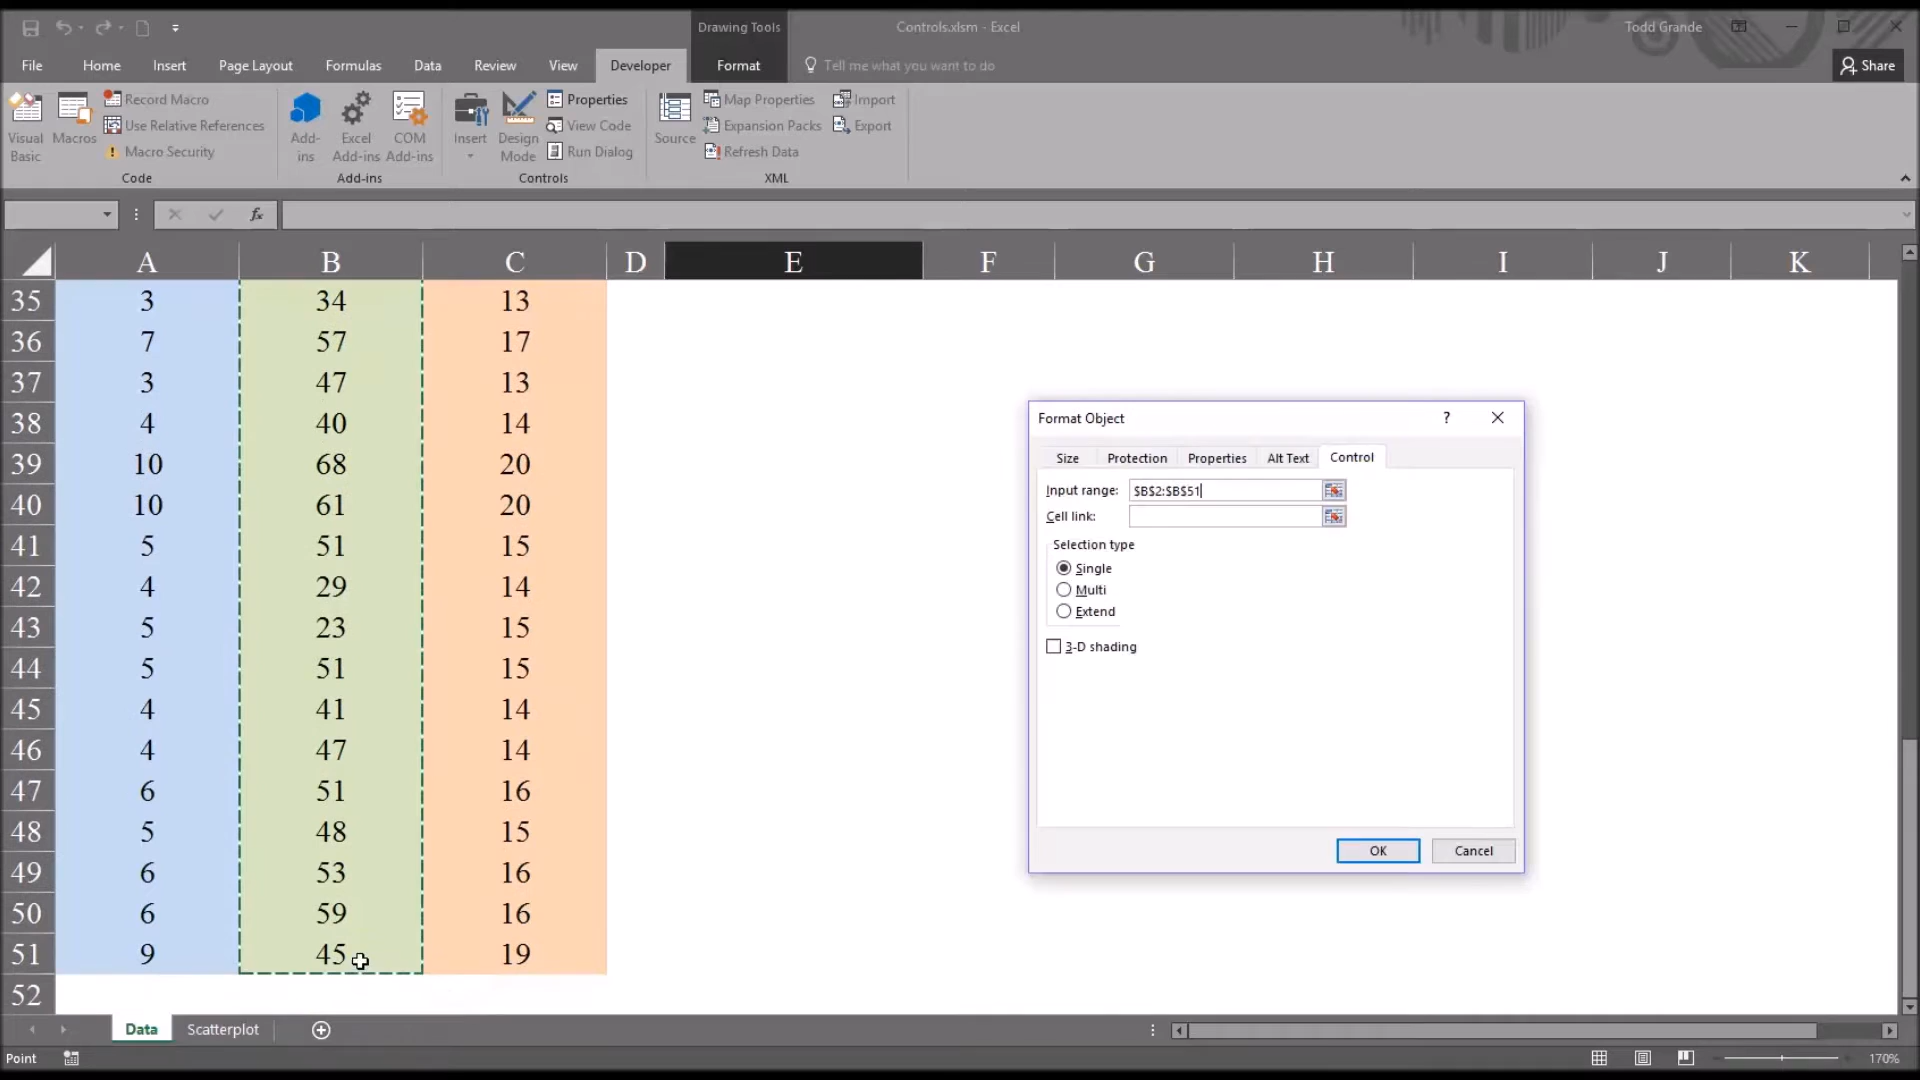 Drawing Tools
Controls.xlsm - Excel
Todd Grande
File Home Insert Page Layout Formulas Data Review View Developer Format Tell me what you want to do Share
Visual Basic
Macros
Record Macro
Use Relative References
Macro Security
Code
Add-ins
Excel Add-ins
COM Add-ins
Add-ins
Insert
Design Mode
Properties
View Code
Run Dialog
Controls
Source
Map Properties
Expansion Packs
Refresh Data
Import
Export
XML
fx
A B C D E F G H I J K
35 3 34 13
36 7 57 17
37 3 47 13
38 4 40 14
39 10 68 20
40 10 61 20
41 5 51 15
42 4 29 14
43 5 23 15
44 5 51 15
45 4 41 14
46 4 47 14
47 6 51 16
48 5 48 15
49 6 53 16
50 6 59 16
51 9 45 19
52
Format Object ?
Size Protection Properties Alt Text Control
Input range: $B$2:$B$51
Cell link:
Selection type
Single
Multi
Extend
3-D shading
OK Cancel
Data Scatterplot
Point
170%